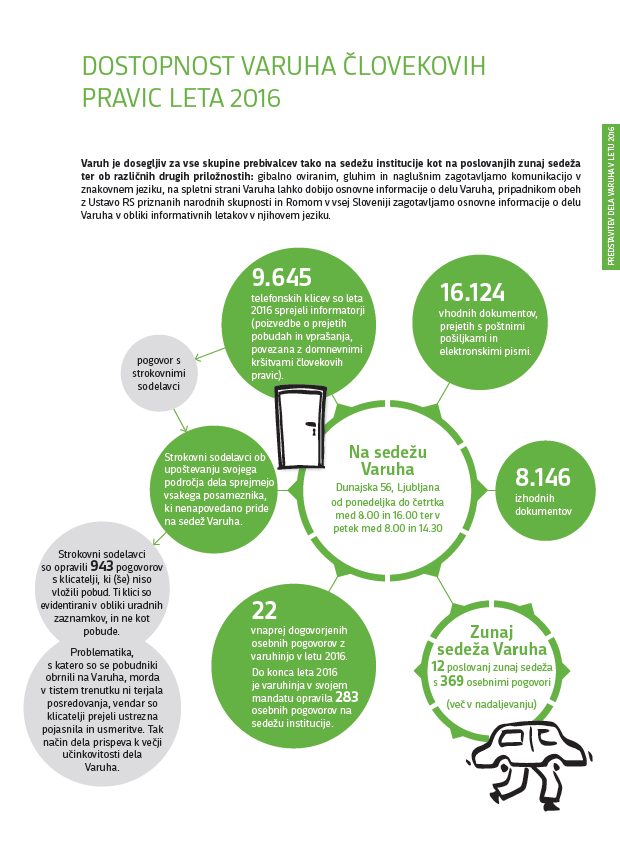 DOSTOPNOST VARUHA ČLOVEKOVIH
PRAVIC LETA 2016
Varuh je dosegljiv za vse skupine prebivalcev tako na sedežu institucije kot na poslovanjih zunaj sedeža
ter ob različnih drugih priložnostih: gibalno oviranim, gluhim in naglušnim zagotavljamo komunikacijo v
znakovnem jeziku, na spletni strani Varuha lahko dobijo osnovne informacije o delu Varuha, pripadnikom obeh
z Ustavo RS priznanih narodnih skupnosti in Romom v vsej Sloveniji zagotavljamo osnovne informacije o delu
Varuha v obliki informativnih letakov v njihovem jeziku.
PREDSTAVITEV DELA VARUHA V LETU 2016
9.645
telefonskih klicev so leta
2016 sprejeli informatorji
(poizvedbe o prejetih
pobudah in vprašanja,
povezana z domnevnimi
kršitvami človekovih
pravic).
16.124
vhodnih dokumentov,
prejetih s poštnimi
pošiljkami in
elektronskimi pismi.
pogovor s
strokovnimi
sodelavci
Strokovni sodelavci ob
upoštevanju svojega
področja dela sprejmejo
vsakega posameznika,
ki nenapovedano pride
na sedež Varuha.
Na sedežu
Varuha
Dunajska 56, Ljubljana
od ponedeljka do četrtka
med 8.00 in 16.00 ter v
petek med 8.00 in 14.30
8.146
izhodnih
dokumentov
Strokovni sodelavci
so opravili 943 pogovorov
s klicatelji, ki (še) niso
vložili pobud. Ti klici so
evidentirani v obliki uradnih
zaznamkov, in ne kot
pobude.
Problematika,
s katero so se pobudniki
obrnili na Varuha, morda
v tistem trenutku ni terjala
posredovanja, vendar so
klicatelji prejeli ustrezna
pojasnila in usmeritve. Tak
način dela prispeva k večji
učinkovitosti dela
Varuha.
22
vnaprej dogovorjenih
osebnih pogovorov z
varuhinjo v letu 2016.
Do konca leta 2016
je varuhinja v svojem
mandatu opravila 283
osebnih pogovorov na
sedežu institucije.
Zunaj
sedeža Varuha
12 poslovanj zunaj sedeža
s 369 osebnimi pogovori
(več v nadaljevanju)